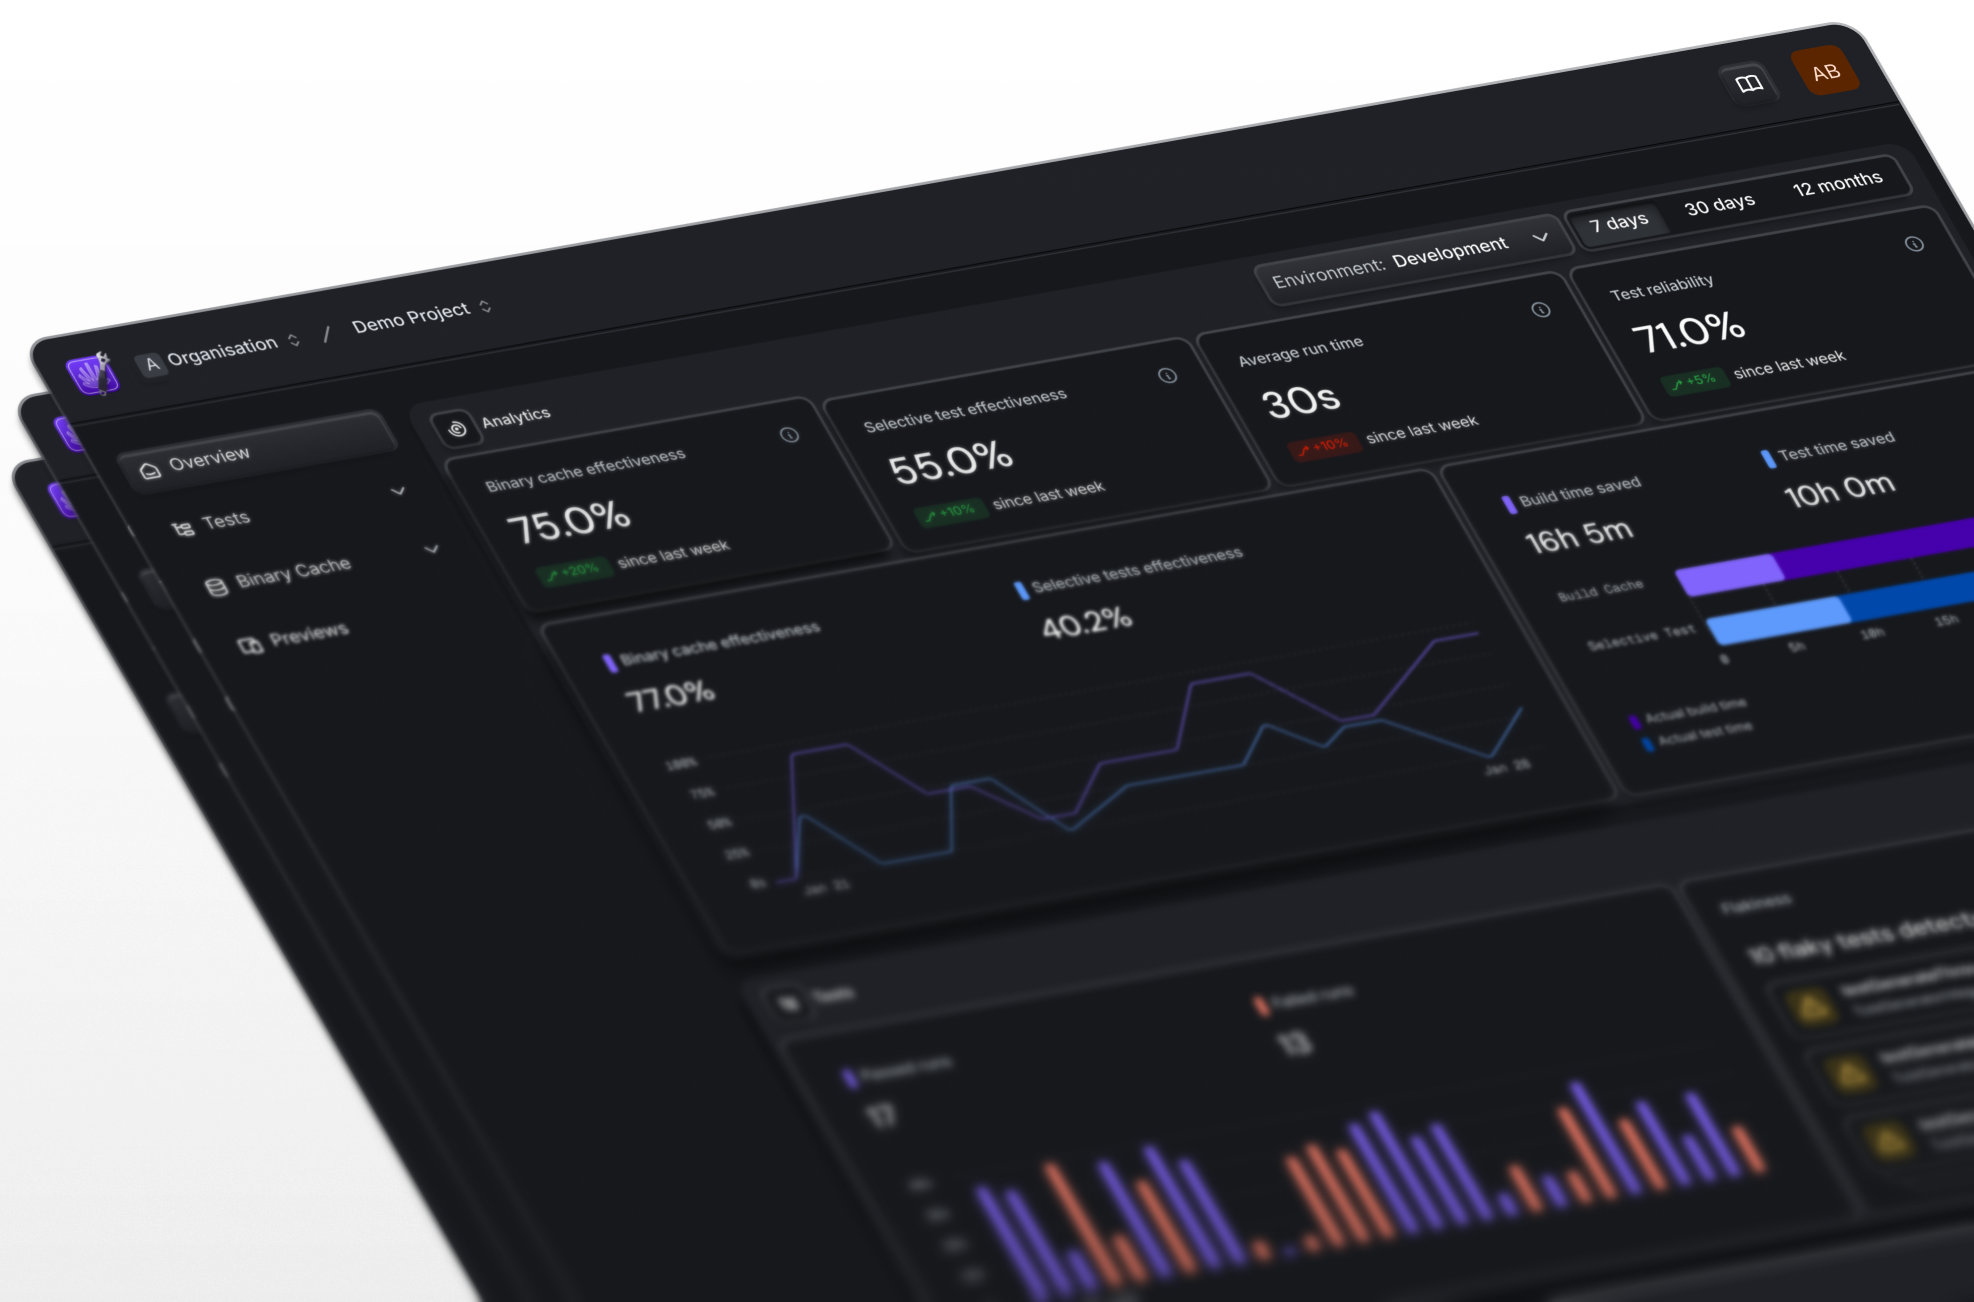 AB
A Organisation / Demo Project
Overview
Tests
Binary Cache
Previews
Analytics
Environment: Development
7 days
30 days
12 months
Binary cache effectiveness
75.0%
+20% since last week
Selective test effectiveness
55.0%
+10% since last week
Average run time
30s
+10% since last week
Test reliability
71.0%
+5% since last week
Binary cache effectiveness
77.0%
Selective tests effectiveness
40.2%
100%
75%
50%
25%
0%
Jan 21
Jan 28
Build time saved
16h 5m
Test time saved
10h 0m
Build Cache
Selective Test
0
5h
10h
15h
Actual build time
Actual test time
Tests
Passed runs
17
Failed runs
13
Flakiness
10 flaky tests